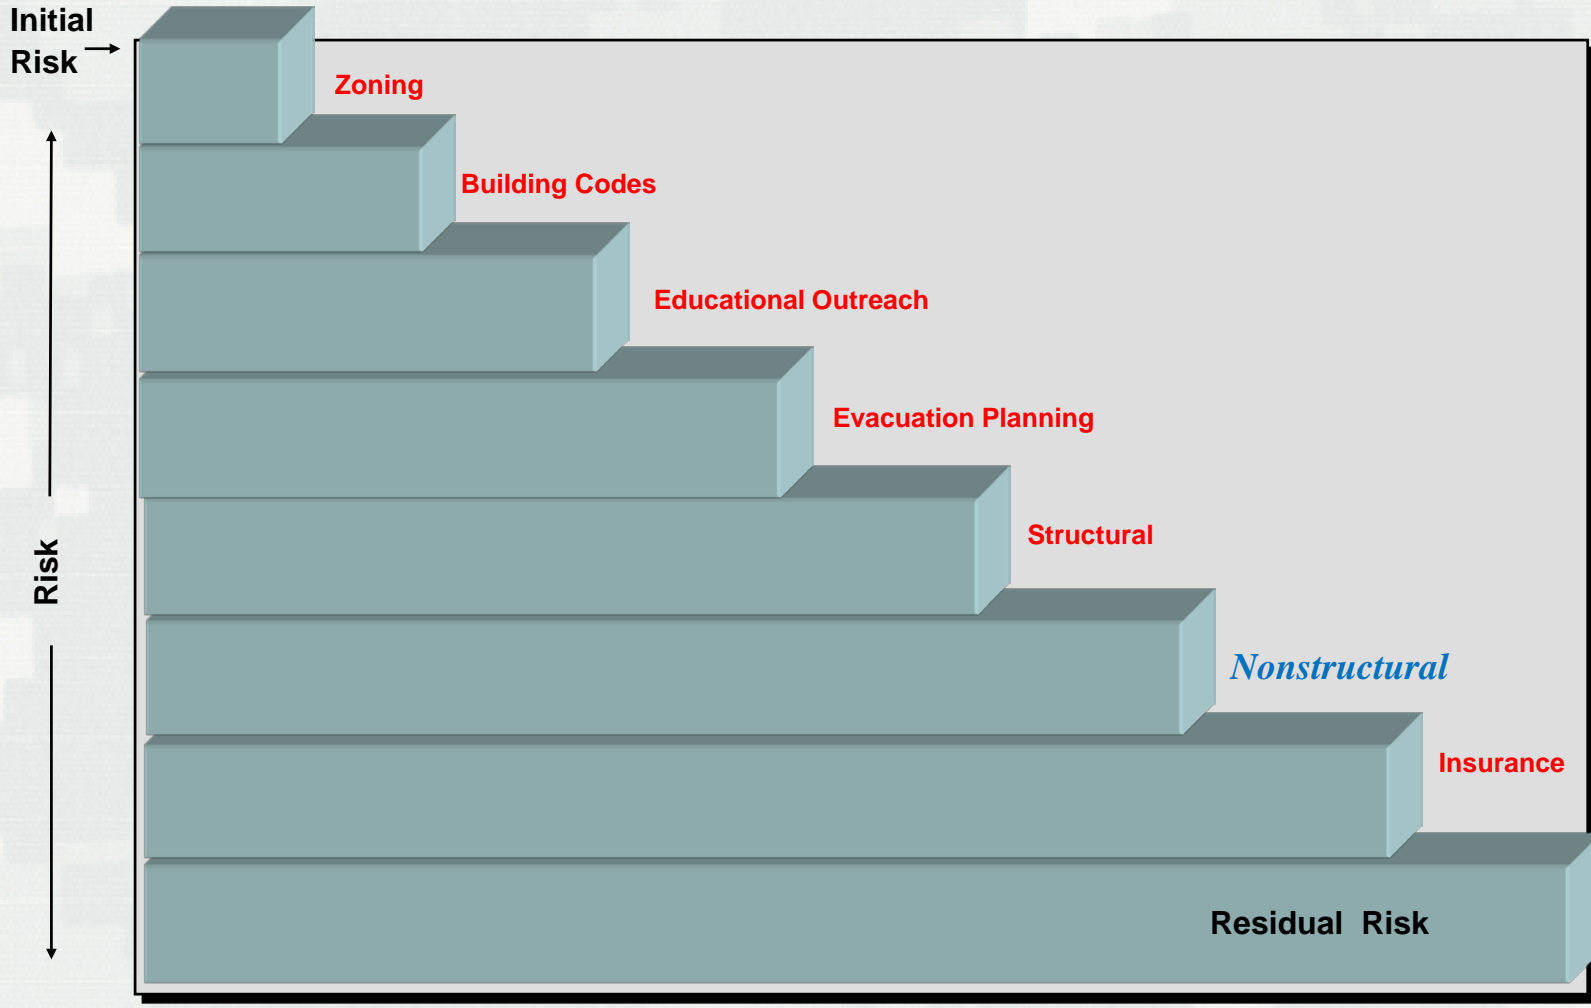 Initial
Risk
Zoning
Building Codes
Educational Outreach
Evacuation Planning
Structural
Risk
Nonstructural
Insurance
Residual Risk